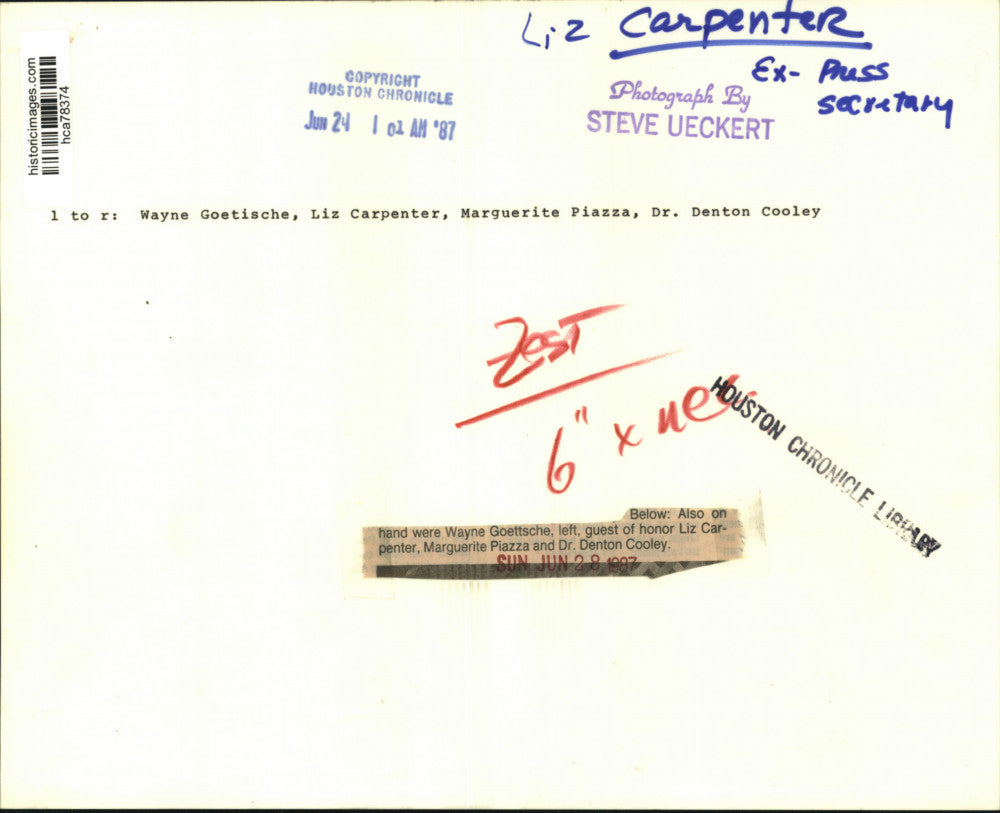 Liz Carpenter
Ex- Press
secretary
historicimages.com
hca78374
COPYRIGHT
HOUSTON CHRONICLE
Jun 24 1 01 AM '87
Photograph By
STEVE UECKERT
l to r: Wayne Goetische, Liz Carpenter, Marguerite Piazza, Dr. Denton Cooley
Zest
6" x
HOUSTON CHRONICLE LIBRARY
Below: Also on
hand were Wayne Goettsche, left, guest of honor Liz Car-
penter, Marguerite Piazza and Dr. Denton Cooley.
SUN JUN 28 1987